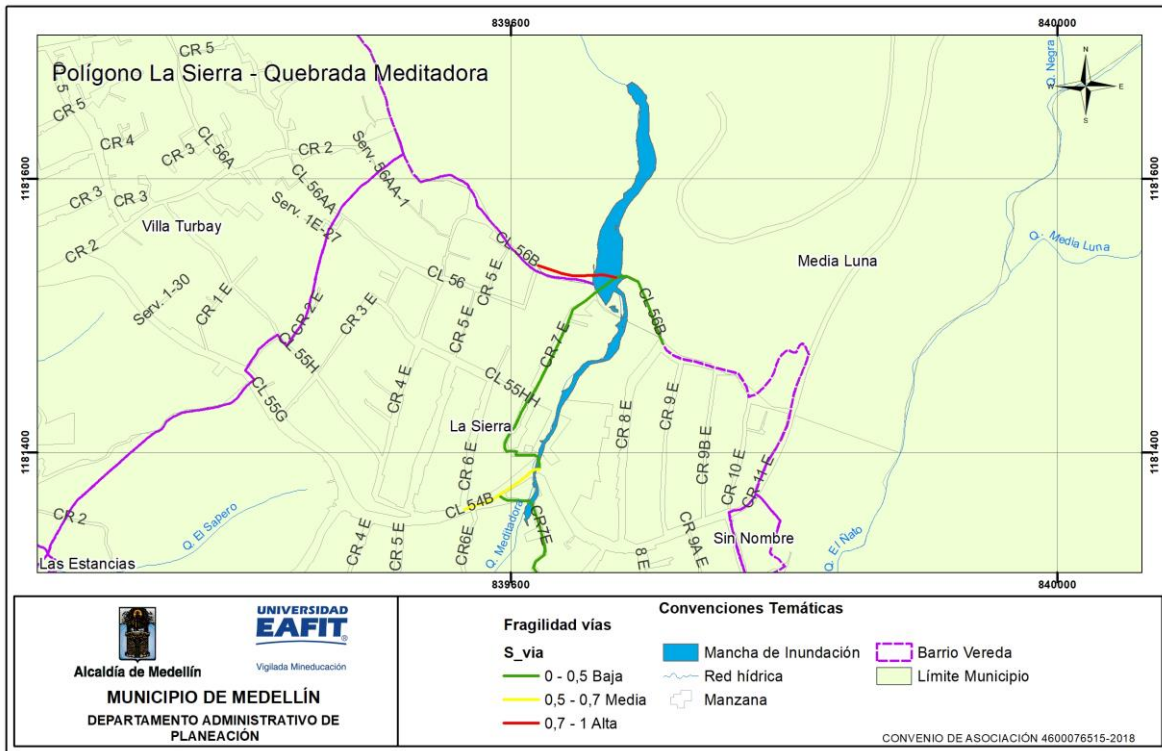 839600
840000
Polígono La Sierra - Quebrada Meditadora
CR 5
CR 5
CR 4
CR 3
CL 56A
CR 2
Serv. 56AA-1
CL 56AA
Serv. 1E-27
CR 3
CR 3
Villa Turbay
CR 2
Serv. 1-30
CR 1 E
CR 2 E
CR 3 E
CL 55H
CL 56
CR 5 E
CR 5 E
CL 56B
CR 7 E
CL 56B
Media Luna
Q. Negra
N
W
E
S
Q. Media Luna
1181600
1181600
CL 55G
CR 4 E
CL 55HH
La Sierra
CR 6 E
CR 8 E
CR 9 E
CR 9B E
CR 10 E
CR 11 E
1181400
1181400
CL 54B
CR 2
Q. El Sapero
CR 4 E
CR 5 E
CR6E
Q. Meditadora
CR7E
8 E
CR 9A E
Sin Nombre
Q. El Ñato
Las Estancias
839600
840000
Alcaldía de Medellín
UNIVERSIDAD
EAFIT
Vigilada Mineducación
MUNICIPIO DE MEDELLÍN
DEPARTAMENTO ADMINISTRATIVO DE
PLANEACIÓN
Convenciones Temáticas
Fragilidad vías
S_via
0 - 0,5 Baja
0,5 - 0,7 Media
0,7 - 1 Alta
Mancha de Inundación
Red hídrica
Manzana
Barrio Vereda
Límite Municipio
CONVENIO DE ASOCIACIÓN 4600076515-2018